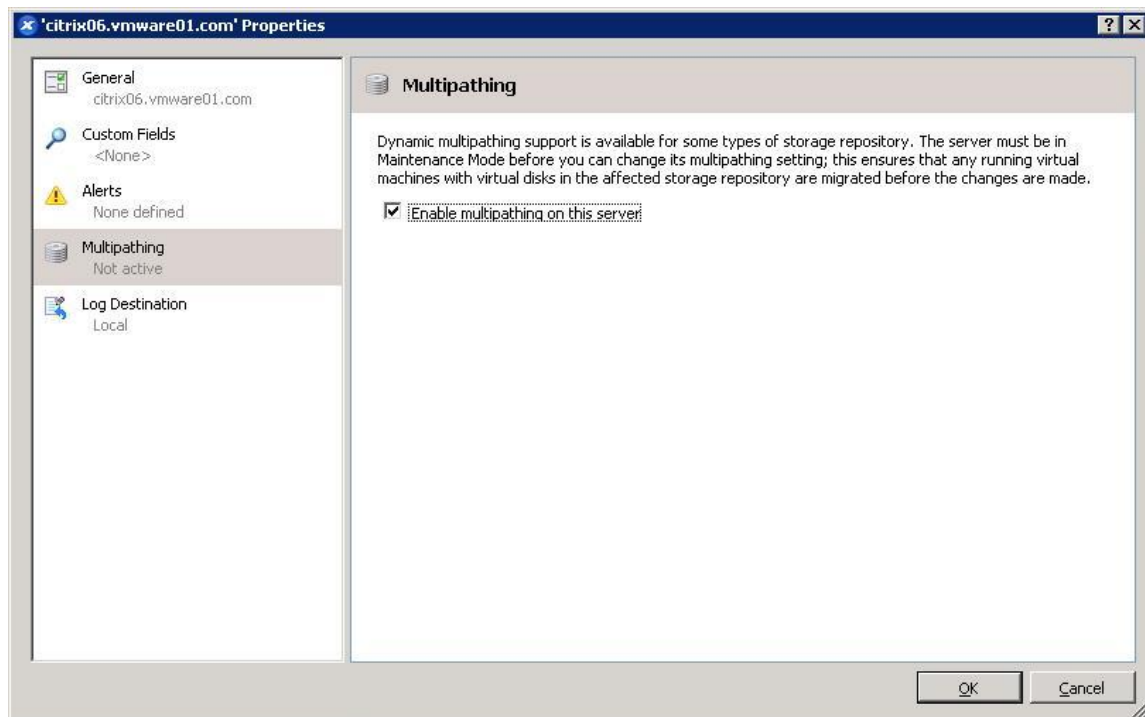 'citrix06.vmware01.com' Properties
General
citrix06.vmware01.com
Custom Fields
<None>
Alerts
None defined
Multipathing
Not active
Log Destination
Local
Multipathing
Dynamic multipathing support is available for some types of storage repository. The server must be in
Maintenance Mode before you can change its multipathing setting; this ensures that any running virtual
machines with virtual disks in the affected storage repository are migrated before the changes are made.
Enable multipathing on this server
OK
Cancel